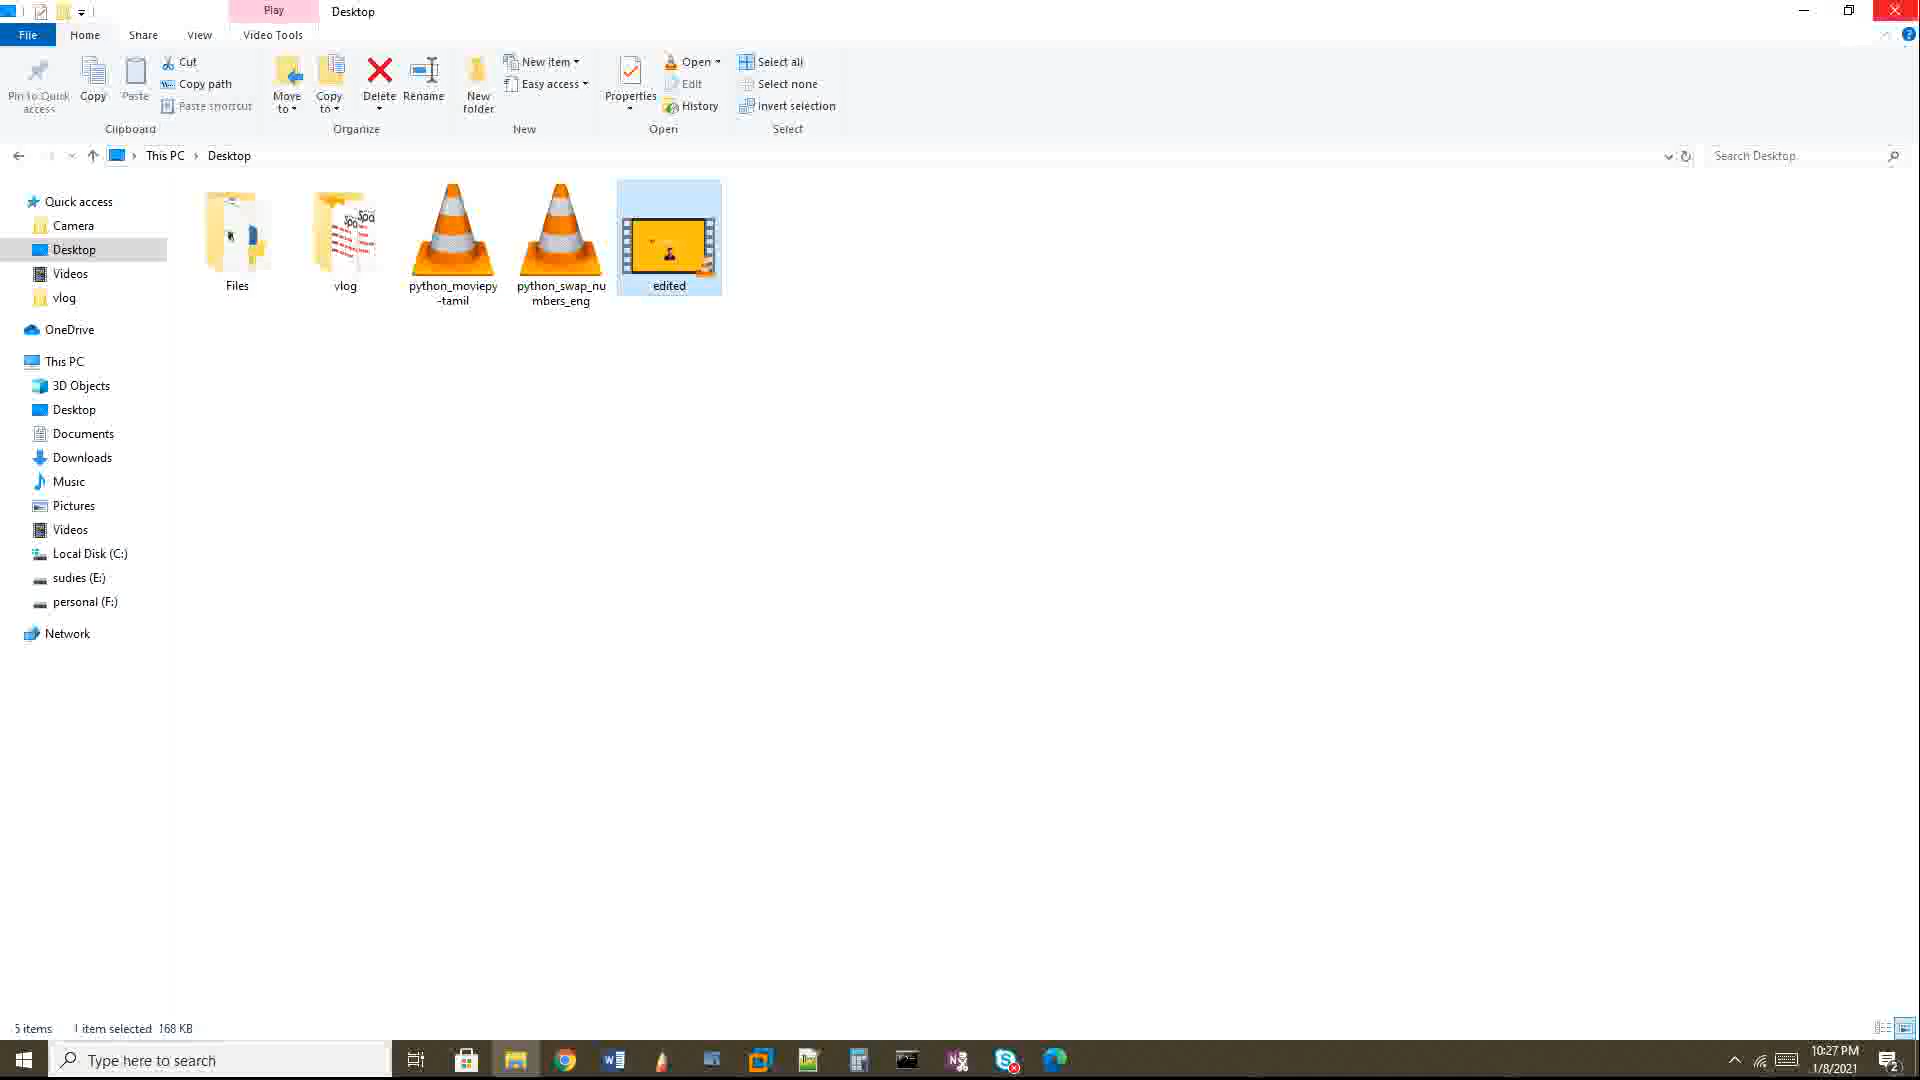 Play
Desktop
File
Home
Share
View
Video Tools
Pin to Quick
access
Copy
Paste
Cut
Copy path
Paste shortcut
Clipboard
Move
to
Copy
to
Delete
Rename
Organize
New
folder
New item
Easy access
New
Properties
Open
Edit
History
Open
Select all
Select none
Invert selection
Select
This PC
Desktop
Search Desktop
Quick access
Camera
Desktop
Videos
vlog
OneDrive
This PC
3D Objects
Desktop
Documents
Downloads
Music
Pictures
Videos
Local Disk (C:)
sudies (E:)
personal (F:)
Network
Files
vlog
python_moviepy
-tamil
python_swap_nu
mbers_eng
edited
5 items
1 item selected 168 KB
Type here to search
10:27 PM
1/8/2021
2